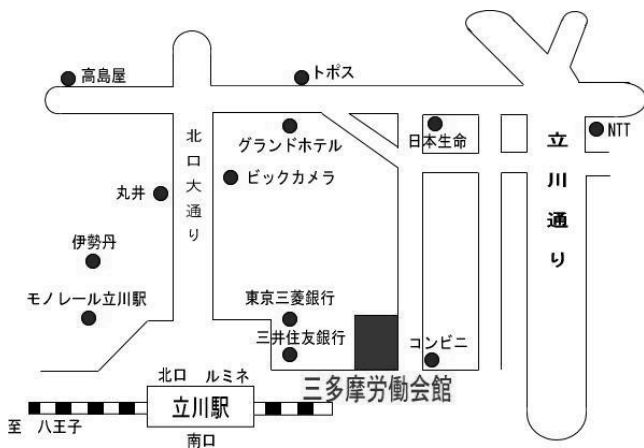 高島屋
トポス
北口大通り
グランドホテル
日本生命
NTT
立川通り
ビックカメラ
丸井
伊勢丹
モノレール立川駅
東京三菱銀行
三井住友銀行
コンビニ
三多摩労働会館
北口 ルミネ
立川駅
至 八王子
南口